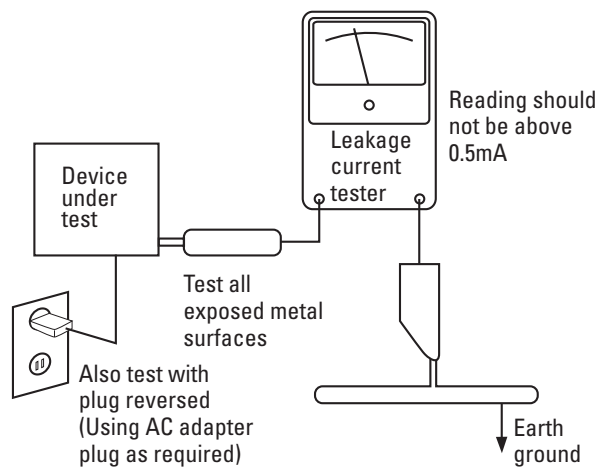 Device
under
test
Leakage
current
tester
Reading should
not be above
0.5mA
Test all
exposed metal
surfaces
Also test with
plug reversed
(Using AC adapter
plug as required)
Earth
ground